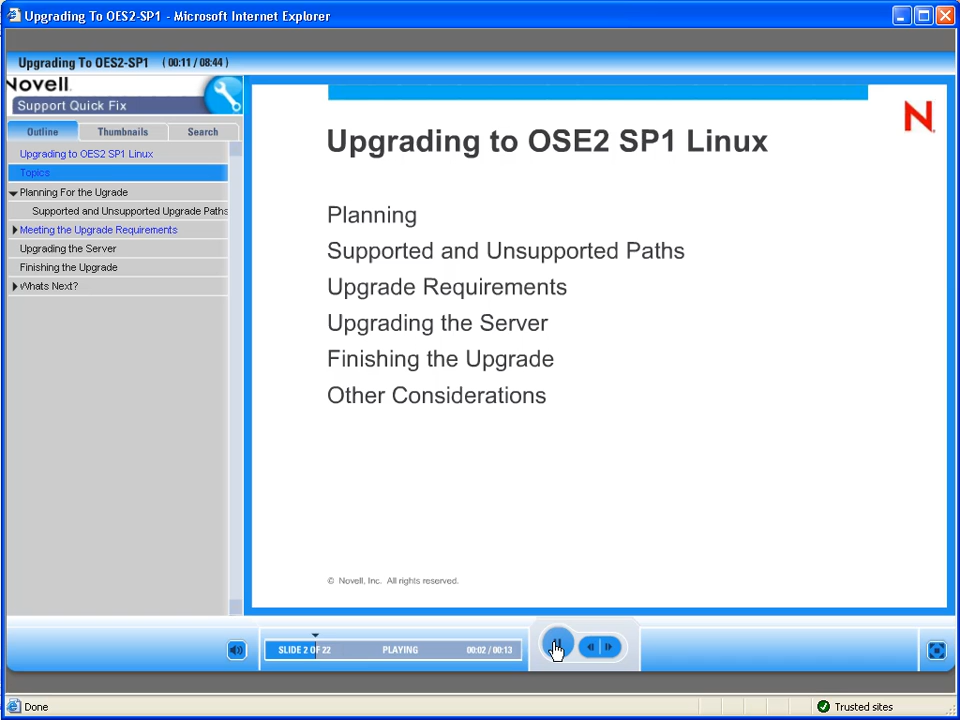 Upgrading To OES2-SP1 - Microsoft Internet Explorer
Upgrading To OES2-SP1 ( 00:11 / 08:44 )
Novell.
Support Quick Fix
Outline Thumbnails Search
Upgrading to OES2 SP1 Linux
Topics
Planning For the Ugrade
Supported and Unsupported Upgrade Paths
Meeting the Upgrade Requirements
Upgrading the Server
Finishing the Upgrade
Whats Next?
Upgrading to OSE2 SP1 Linux
N
Planning
Supported and Unsupported Paths
Upgrade Requirements
Upgrading the Server
Finishing the Upgrade
Other Considerations
© Novell, Inc. All rights reserved.
SLIDE 2 OF 22 PLAYING 00:02 / 00:13
Done Trusted sites